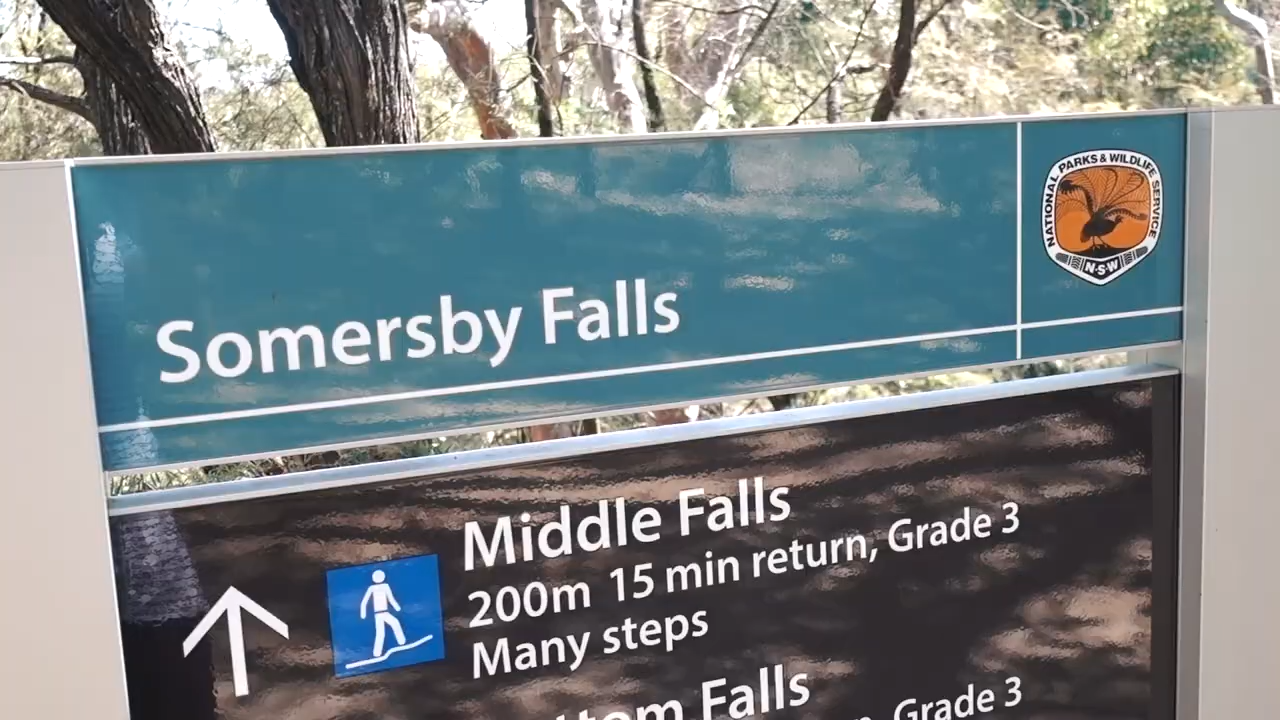 NATIONAL PARKS & WILDLIFE SERVICE
N·S·W
Somersby Falls
Middle Falls
200m 15 min return, Grade 3
Many steps
Falls
Grade 3